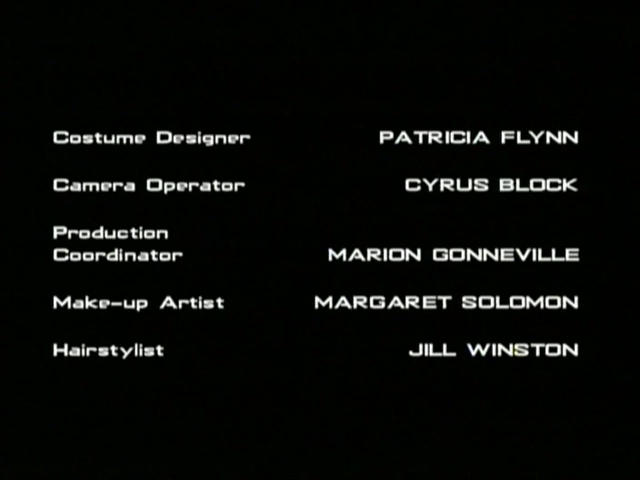 Costume Designer PATRICIA FLYNN
Camera Operator CYRUS BLOCK
Production
Coordinator MARION GONNEVILLE
Make-up Artist MARGARET SOLOMON
Hairstylist JILL WINSTON